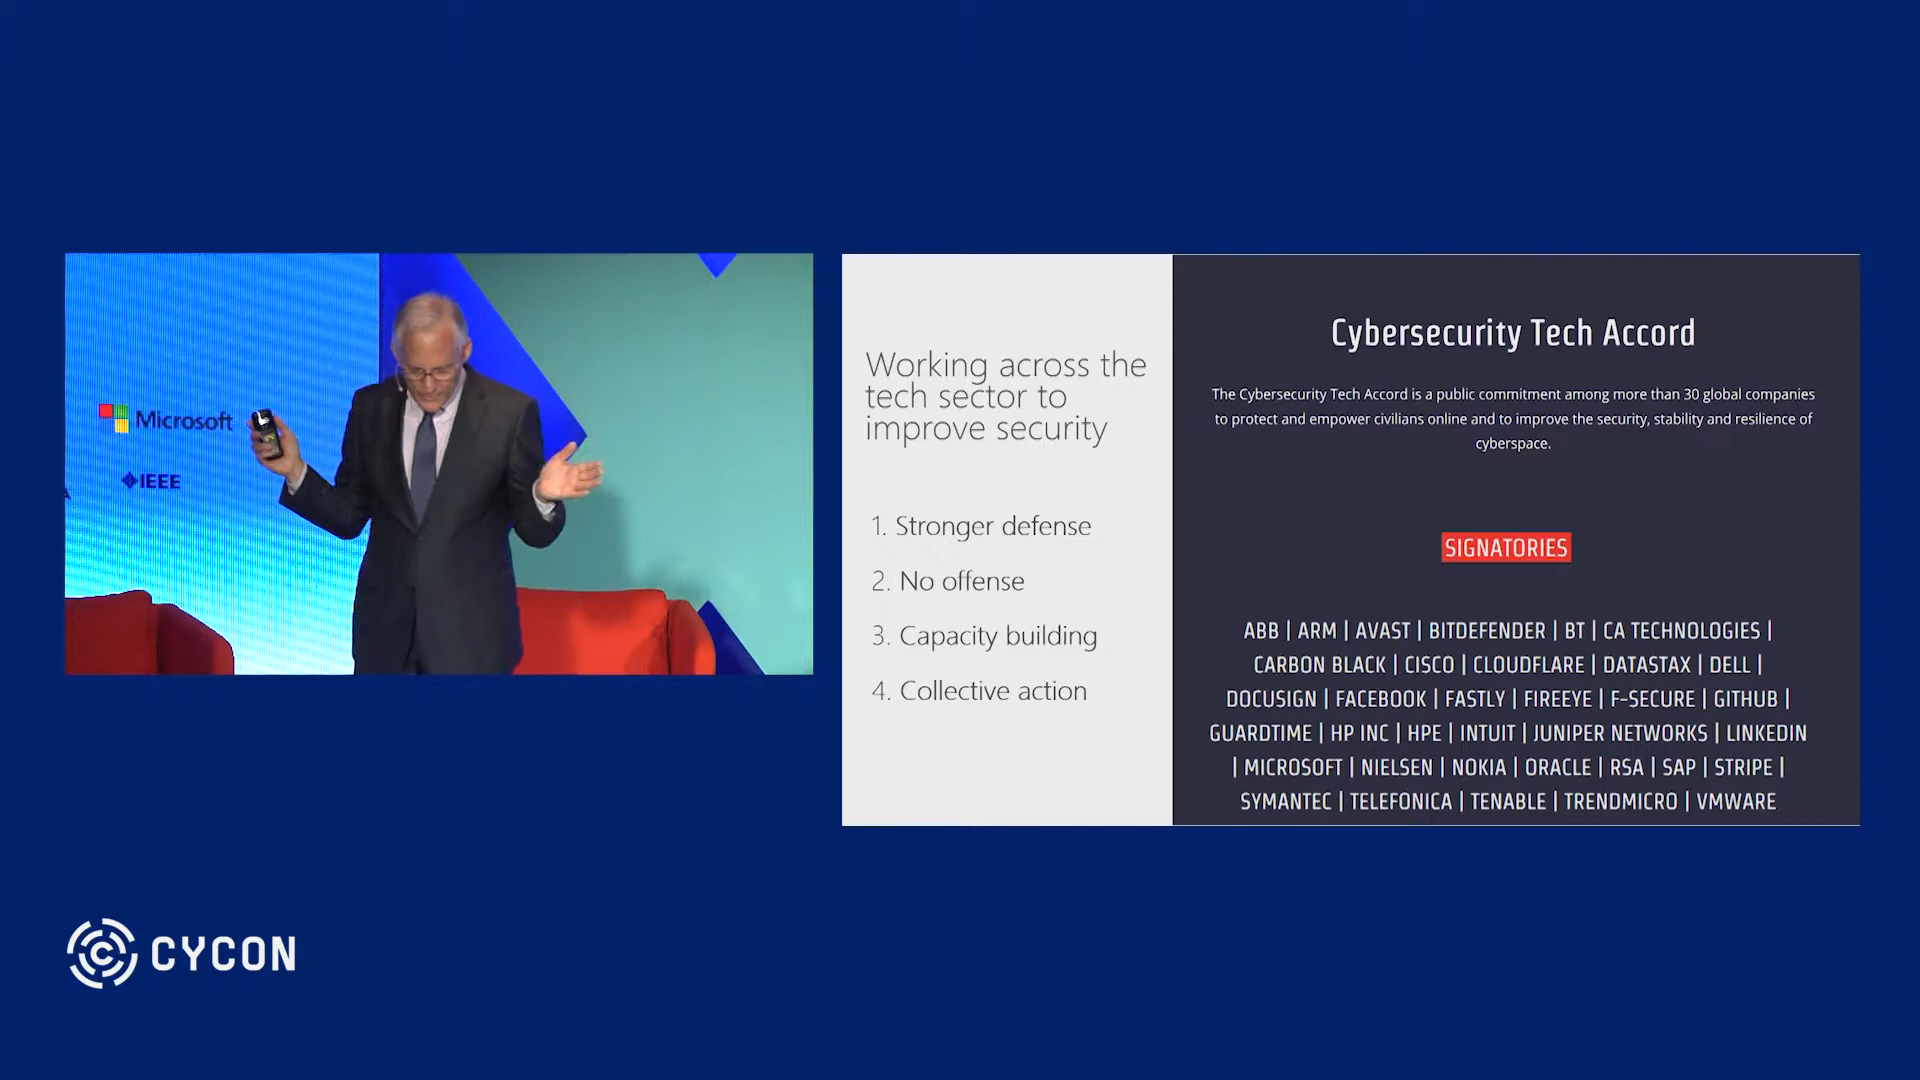 Microsoft
IEEE
Working across the
tech sector to
improve security
1. Stronger defense
2. No offense
3. Capacity building
4. Collective action
Cybersecurity Tech Accord
The Cybersecurity Tech Accord is a public commitment among more than 30 global companies
to protect and empower civilians online and to improve the security, stability and resilience of
cyberspace.
SIGNATORIES
ABB | ARM | AVAST | BITDEFENDER | BT | CA TECHNOLOGIES |
CARBON BLACK | CISCO | CLOUDFLARE | DATASTAX | DELL |
DOCUSIGN | FACEBOOK | FASTLY | FIREEYE | F-SECURE | GITHUB |
GUARDTIME | HP INC | HPE | INTUIT | JUNIPER NETWORKS | LINKEDIN
| MICROSOFT | NIELSEN | NOKIA | ORACLE | RSA | SAP | STRIPE |
SYMANTEC | TELEFONICA | TENABLE | TRENDMICRO | VMWARE
CYCON